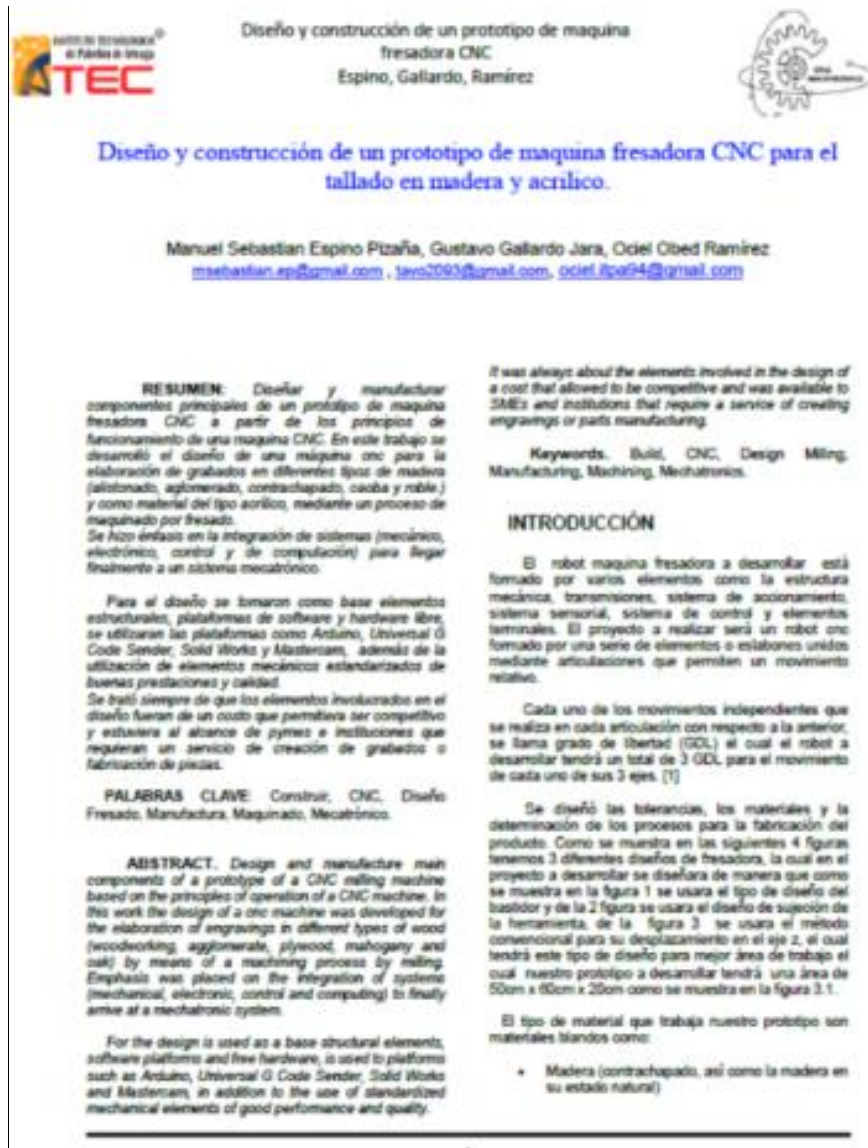 INSTITUTO TECNOLOGICO
de Pabellón de Arteaga
TEC
Diseño y construcción de un prototipo de maquina
fresadora CNC
Espino, Gallardo, Ramírez
Diseño y construcción de un prototipo de maquina fresadora CNC para el
tallado en madera y acrilico.
Manuel Sebastian Espino Pizaña, Gustavo Gallardo Jara, Ociel Obed Ramírez
msebastian.ep@gmail.com , tavo2093@gmail.com, ociel.itpa94@gmail.com
RESUMEN: Diseñar y manufacturar
componentes principales de un prototipo de maquina
fresadora CNC a partir de los principios de
funcionamiento de una maquina CNC. En este trabajo se
desarrolló el diseño de una máquina cnc para la
elaboración de grabados en diferentes tipos de madera
(alistonado, aglomerado, contrachapado, caoba y roble.)
y como material del tipo acrílico, mediante un proceso de
maquinado por fresado.
Se hizo énfasis en la integración de sistemas (mecánico,
electrónico, control y de computación) para llegar
finalmente a un sistema mecatrónico.
Para el diseño se tomaron como base elementos
estructurales, plataformas de software y hardware libre,
se utilizaran las plataformas como Arduino, Universal G
Code Sender, Solid Works y Mastercam, además de la
utilización de elementos mecánicos estandarizados de
buenas prestaciones y calidad.
Se trató siempre de que los elementos involucrados en el
diseño fueran de un costo que permitiera ser competitivo
y estuviera al alcance de pymes e instituciones que
requieran un servicio de creación de grabados o
fabricación de piezas.
PALABRAS CLAVE: Construir, CNC, Diseño
Fresado, Manufactura, Maquinado, Mecatrónico.
ABSTRACT. Design and manufacture main
components of a prototype of a CNC milling machine
based on the principles of operation of a CNC machine. In
this work the design of a cnc machine was developed for
the elaboration of engravings in different types of wood
(woodworking, agglomerate, plywood, mahogany and
oak) by means of a machining process by milling.
Emphasis was placed on the integration of systems
(mechanical, electronic, control and computing) to finally
arrive at a mechatronic system.
For the design is used as a base structural elements,
software platforms and free hardware, is used to platforms
such as Arduino, Universal G Code Sender, Solid Works
and Mastercam, in addition to the use of standardized
mechanical elements of good performance and quality.
It was always about the elements involved in the design of
a cost that allowed to be competitive and was available to
SMEs and institutions that require a service of creating
engravings or parts manufacturing.
Keywords. Build, CNC, Design Milling,
Manufacturing, Machining, Mechatronics.
INTRODUCCIÓN
El robot maquina fresadora a desarrollar está
formado por varios elementos como la estructura
mecánica, transmisiones, sistema de accionamiento,
sistema sensorial, sistema de control y elementos
terminales. El proyecto a realizar será un robot cnc
formado por una serie de elementos o eslabones unidos
mediante articulaciones que permiten un movimiento
relativo.
Cada uno de los movimientos independientes que
se realiza en cada articulación con respecto a la anterior,
se llama grado de libertad (GDL) el cual el robot a
desarrollar tendrá un total de 3 GDL para el movimiento
de cada uno de sus 3 ejes. [1]
Se diseñó las tolerancias, los materiales y la
determinación de los procesos para la fabricación del
producto. Como se muestra en las siguientes 4 figuras
tenemos 3 diferentes diseños de fresadora, la cual en el
proyecto a desarrollar se diseñara de manera que como
se muestra en la figura 1 se usara el tipo de diseño del
bastidor y de la 2 figura se usara el diseño de sujeción de
la herramienta, de la figura 3 se usara el método
convencional para su desplazamiento en el eje z, el cual
tendrá este tipo de diseño para mejor área de trabajo el
cual nuestro prototipo a desarrollar tendrá una área de
50cm x 60cm x 20cm como se muestra en la figura 3.1.
El tipo de material que trabaja nuestro prototipo son
materiales blandos como:
• Madera (contrachapado, así como la madera en
su estado natural)